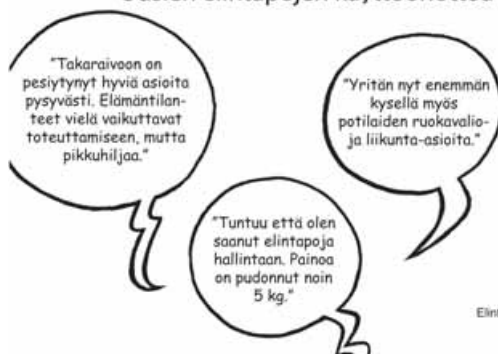 "Takaraivoon on
pesiytynyt hyviä asioita
pysyvästi. Elämäntilan-
teet vielä vaikuttavat
toteuttamiseen, mutta
pikkuhiljaa."
"Yritän nyt enemmän
kysellä myös
potilaiden ruokavalio-
ja liikunta-asioita."
"Tuntuu että olen
saanut elintapoja
hallintaan. Painoa
on pudonnut noin
5 kg."